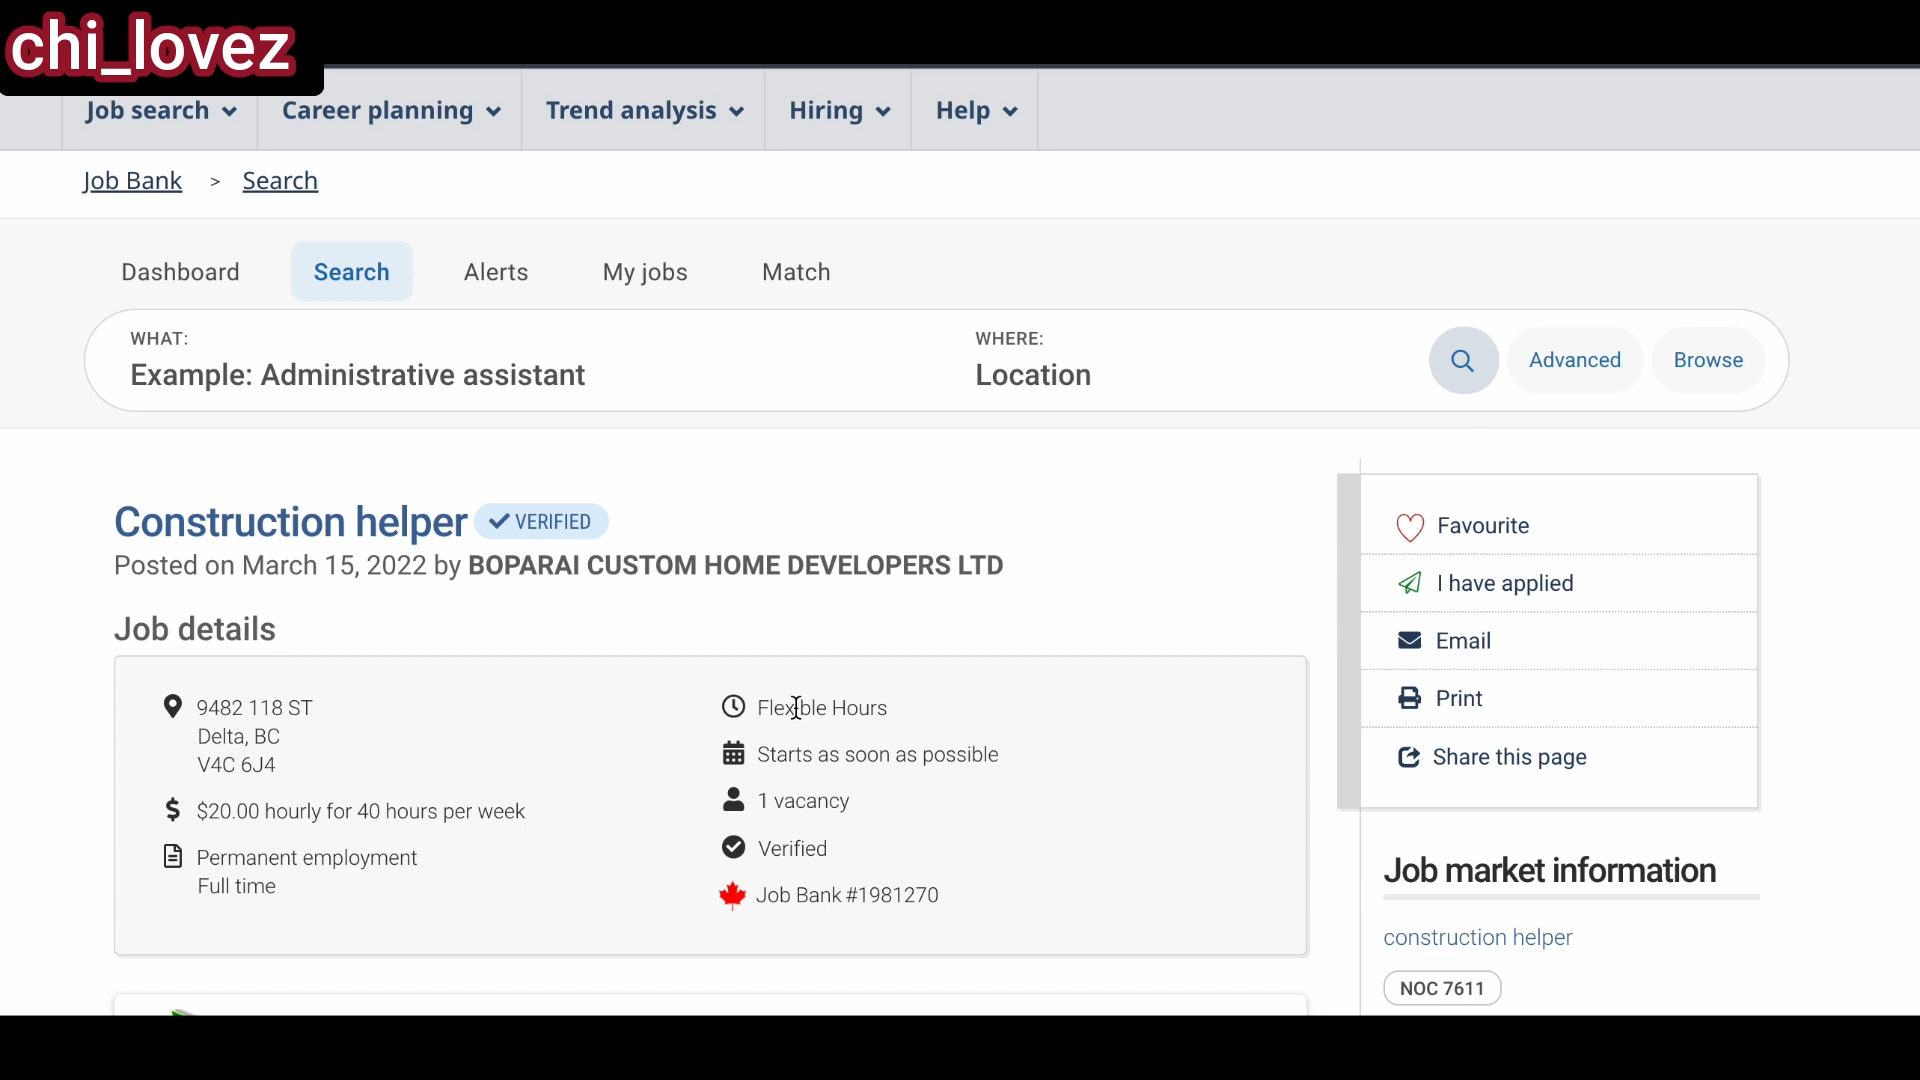 chi_lovez
Job search
Career planning
Trend analysis
Hiring
Help
Job Bank > Search
Dashboard
Search
Alerts
My jobs
Match
WHAT:
Example: Administrative assistant
WHERE:
Location
Advanced
Browse
Construction helper VERIFIED
Posted on March 15, 2022 by BOPARAI CUSTOM HOME DEVELOPERS LTD
Job details
9482 118 ST
Delta, BC
V4C 6J4
$20.00 hourly for 40 hours per week
Permanent employment
Full time
Flexible Hours
Starts as soon as possible
1 vacancy
Verified
Job Bank #1981270
Favourite
I have applied
Email
Print
Share this page
Job market information
construction helper
NOC 7611